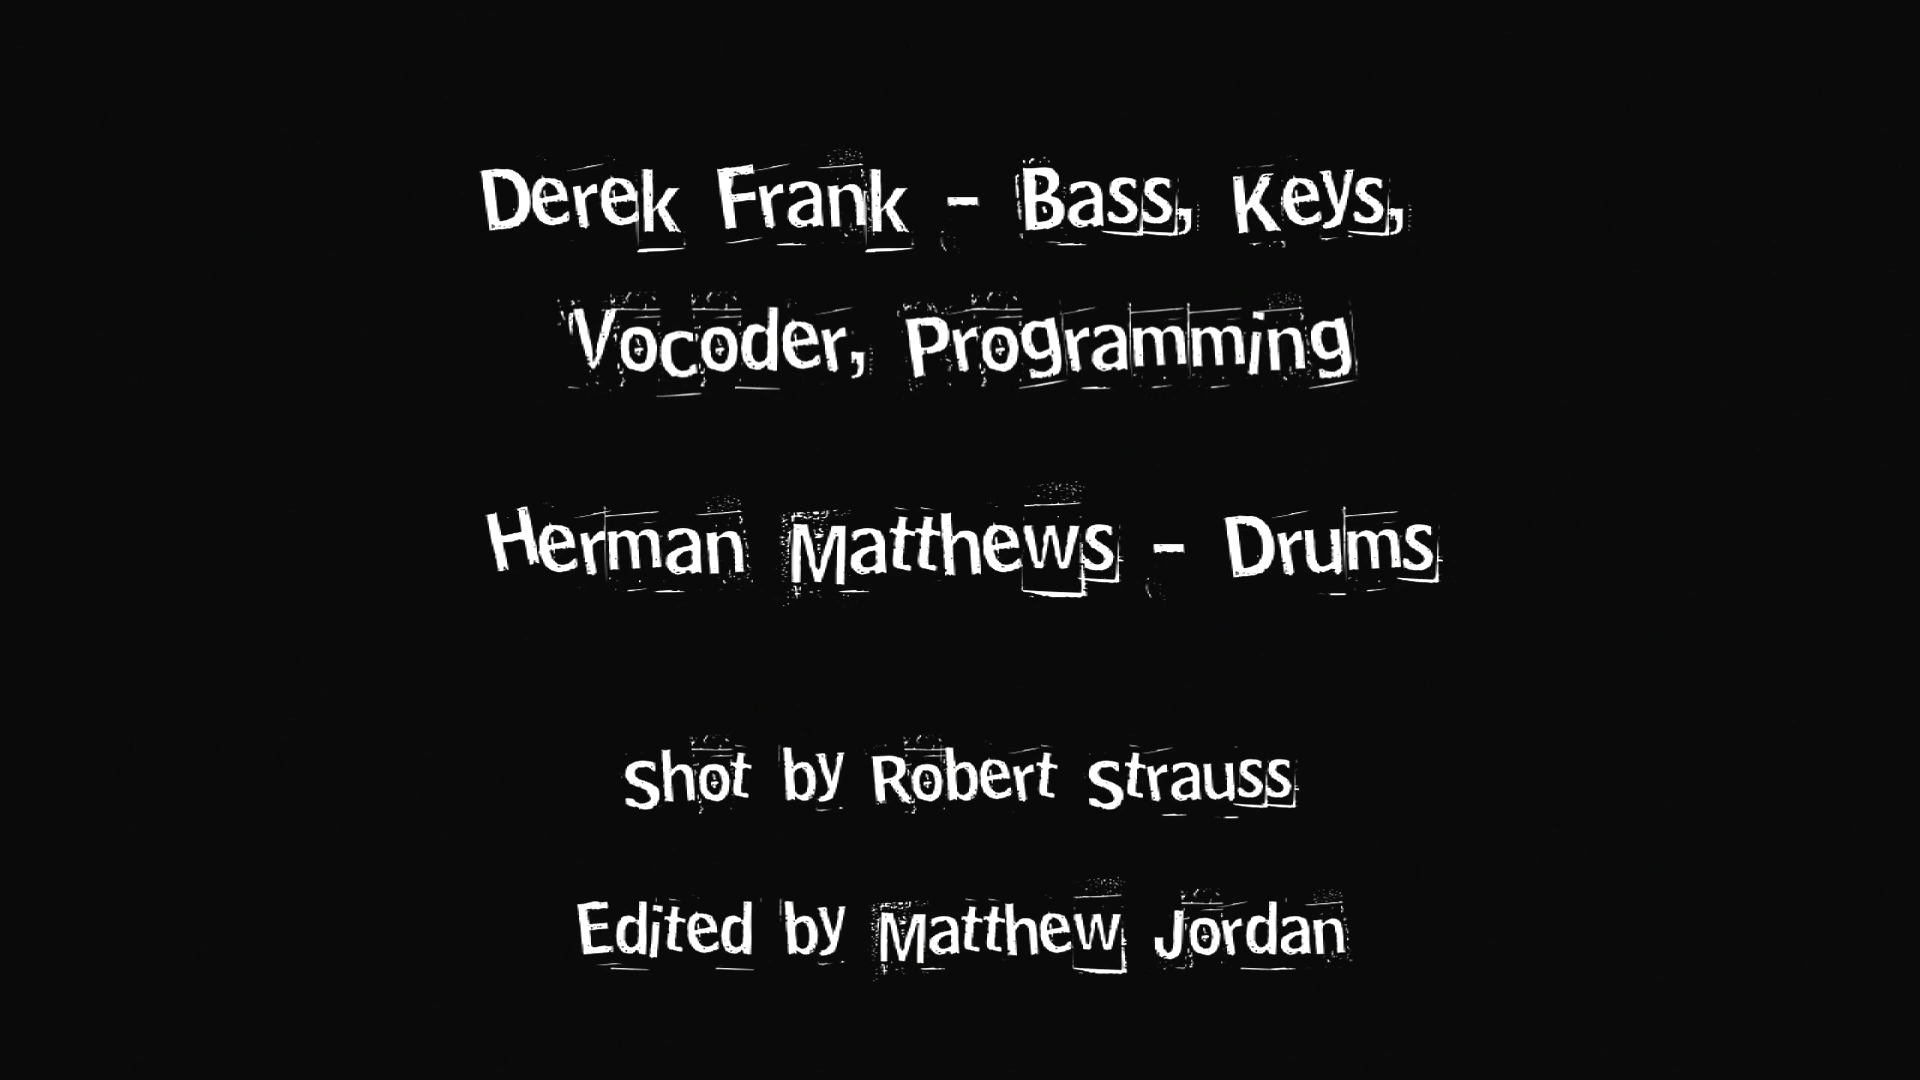 Derek Frank - Bass, Keys,
Vocoder, Programming
Herman Matthews - Drums
Shot by Robert Strauss
Edited by Matthew Jordan